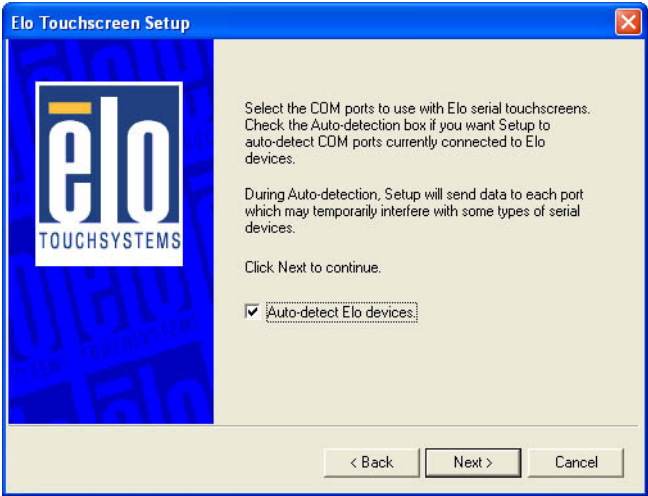 Elo Touchscreen Setup
elo
TOUCHSYSTEMS
Select the COM ports to use with Elo serial touchscreens.
Check the Auto-detection box if you want Setup to
auto-detect COM ports currently connected to Elo
devices.
During Auto-detection, Setup will send data to each port
which may temporarily interfere with some types of serial
devices.
Click Next to continue.
Auto-detect Elo devices.
< Back
Next >
Cancel